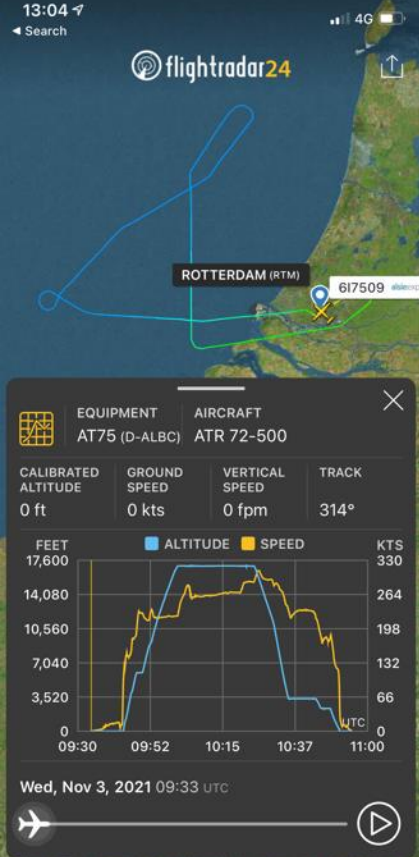 13:04
4G
◀ Search
flightradar24
ROTTERDAM (RTM)
6I7509
EQUIPMENT
AT75 (D-ALBC)
AIRCRAFT
ATR 72-500
CALIBRATED
ALTITUDE
0 ft
GROUND
SPEED
0 kts
VERTICAL
SPEED
0 fpm
TRACK
314°
FEET
ALTITUDE
SPEED
KTS
17,600
330
14,080
264
10,560
198
7,040
132
3,520
66
0
UTC
0
09:30
09:52
10:15
10:37
11:00
Wed, Nov 3, 2021 09:33 UTC